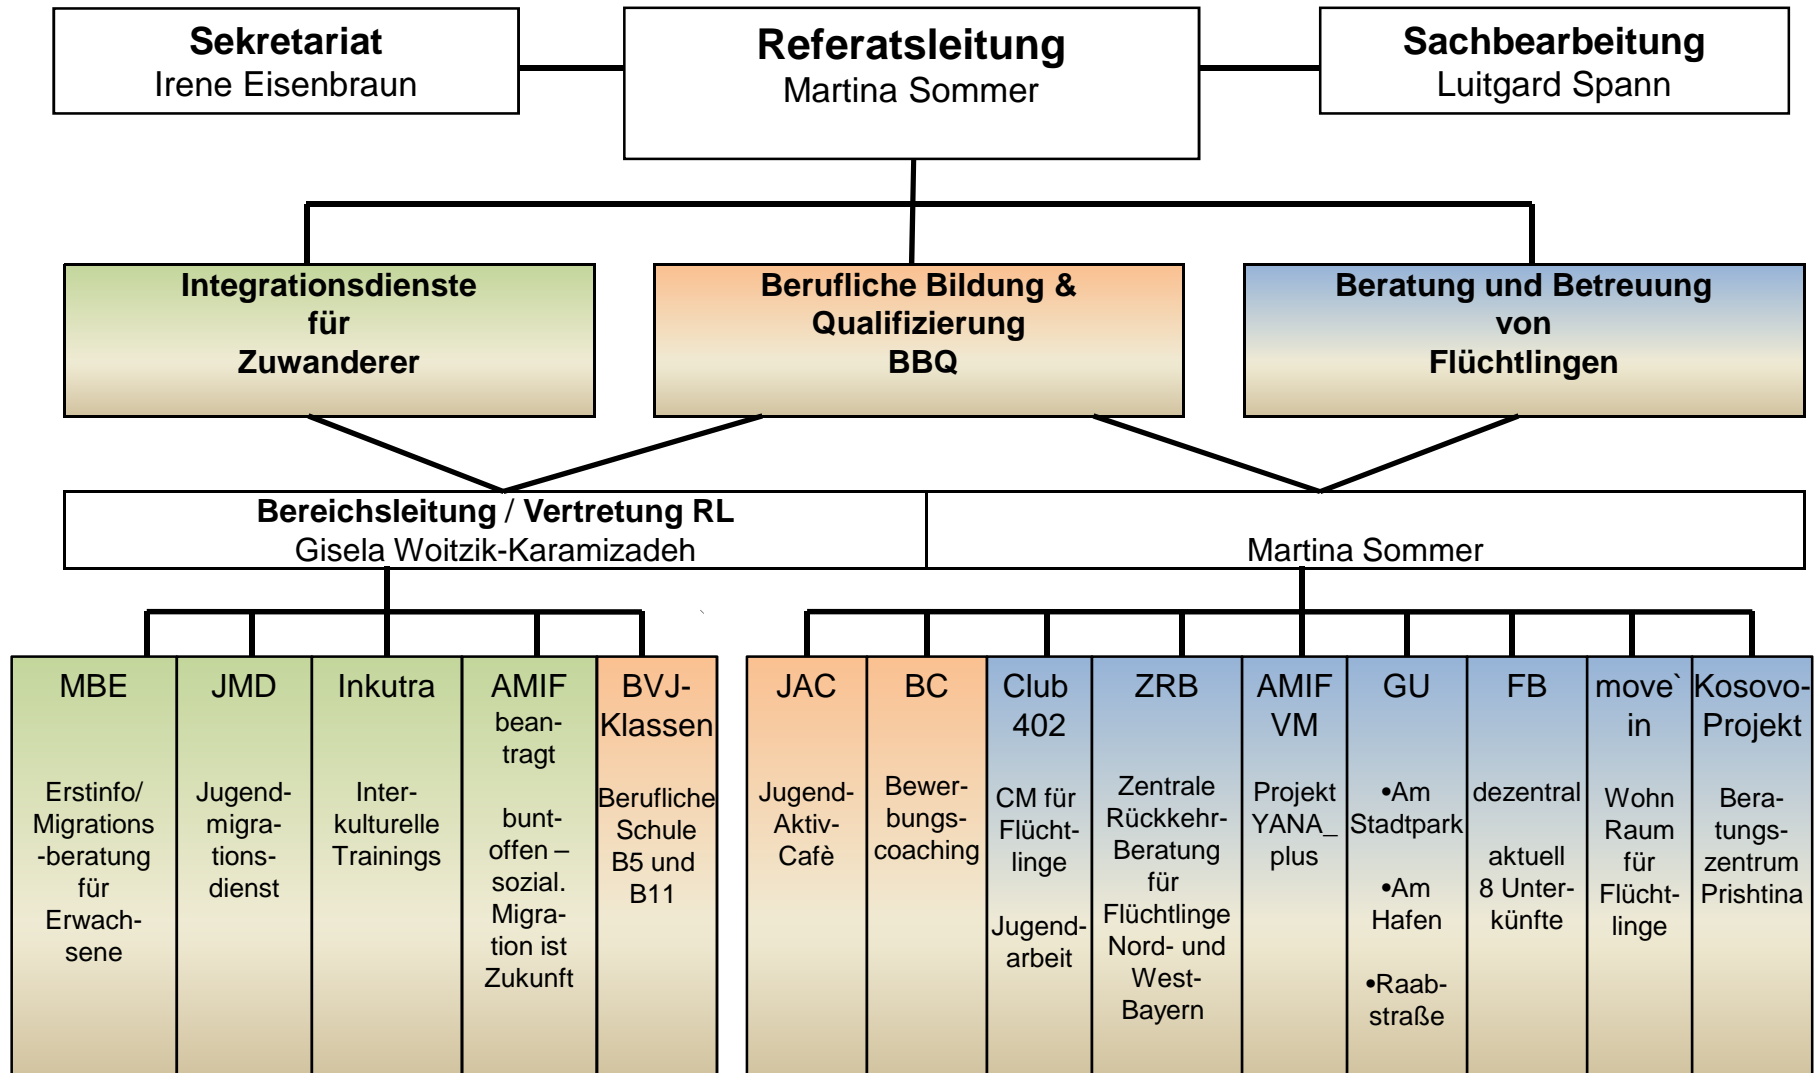 Sekretariat
Irene Eisenbraun
Referatsleitung
Martina Sommer
Sachbearbeitung
Luitgard Spann
Integrationsdienste
für
Zuwanderer
Berufliche Bildung &
Qualifizierung
BBQ
Beratung und Betreuung
von
Flüchtlingen
Bereichsleitung / Vertretung RL
Gisela Woitzik-Karamizadeh
Martina Sommer
MBE
Erstinfo/
Migrations
-beratung
für
Erwach-
sene
JMD
Jugend-
migra-
tions-
dienst
Inkutra
Inter-
kulturelle
Trainings
AMIF
bean-
tragt
bunt-
offen –
sozial.
Migra-
tion ist
Zukunft
BVJ-
Klassen
Berufliche
Schule
B5 und
B11
JAC
Jugend-
Aktiv-
Cafè
BC
Bewer-
bungs-
coaching
Club
402
CM für
Flücht-
linge
Jugend-
arbeit
ZRB
Zentrale
Rückkehr-
Beratung
für
Flüchtlinge
Nord- und
West-
Bayern
AMIF
VM
Projekt
YANA_
plus
GU
•Am
Stadtpark
•Am
Hafen
•Raab-
straße
FB
dezentral
aktuell
8 Unter-
künfte
move`
in
Wohn
Raum
für
Flücht-
linge
Kosovo-
Projekt
Bera-
tungs-
zentrum
Prishtina